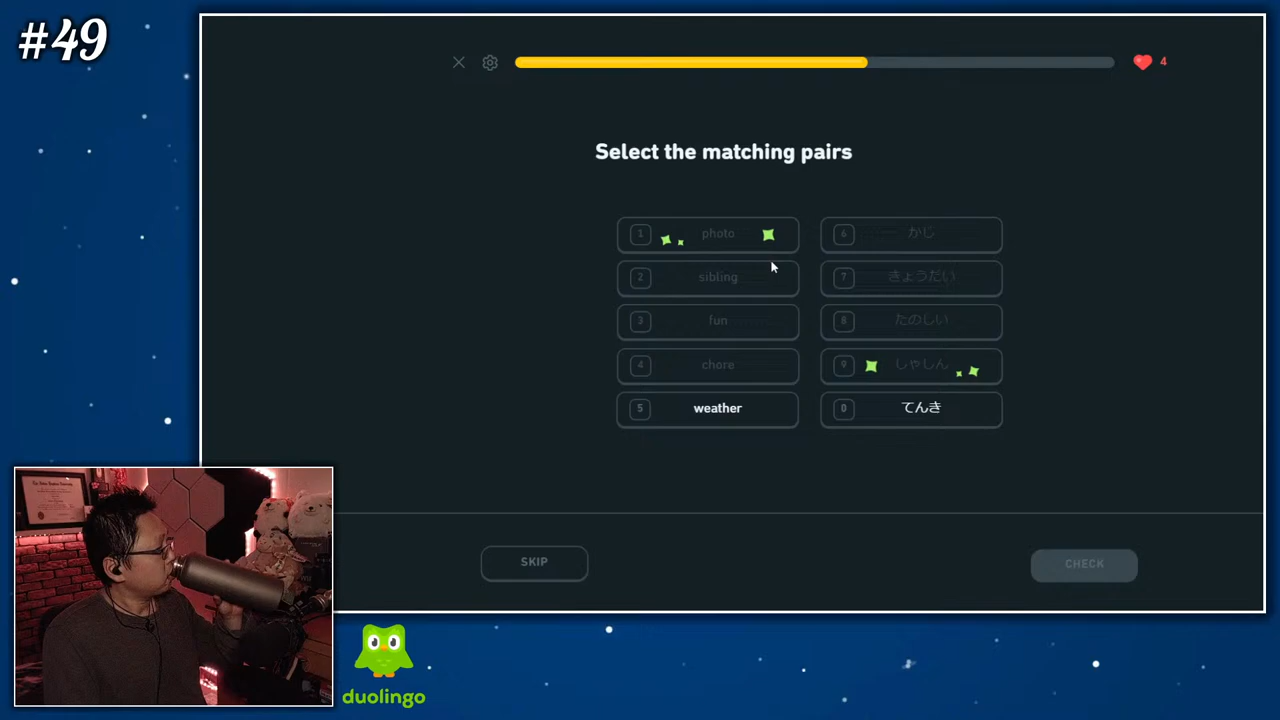 #49
4
Select the matching pairs
1 photo
6 かじ
2 sibling
7 きょうだい
3 fun
8 たのしい
4 chore
9 しゃしん
5 weather
0 てんき
SKIP
CHECK
duolingo